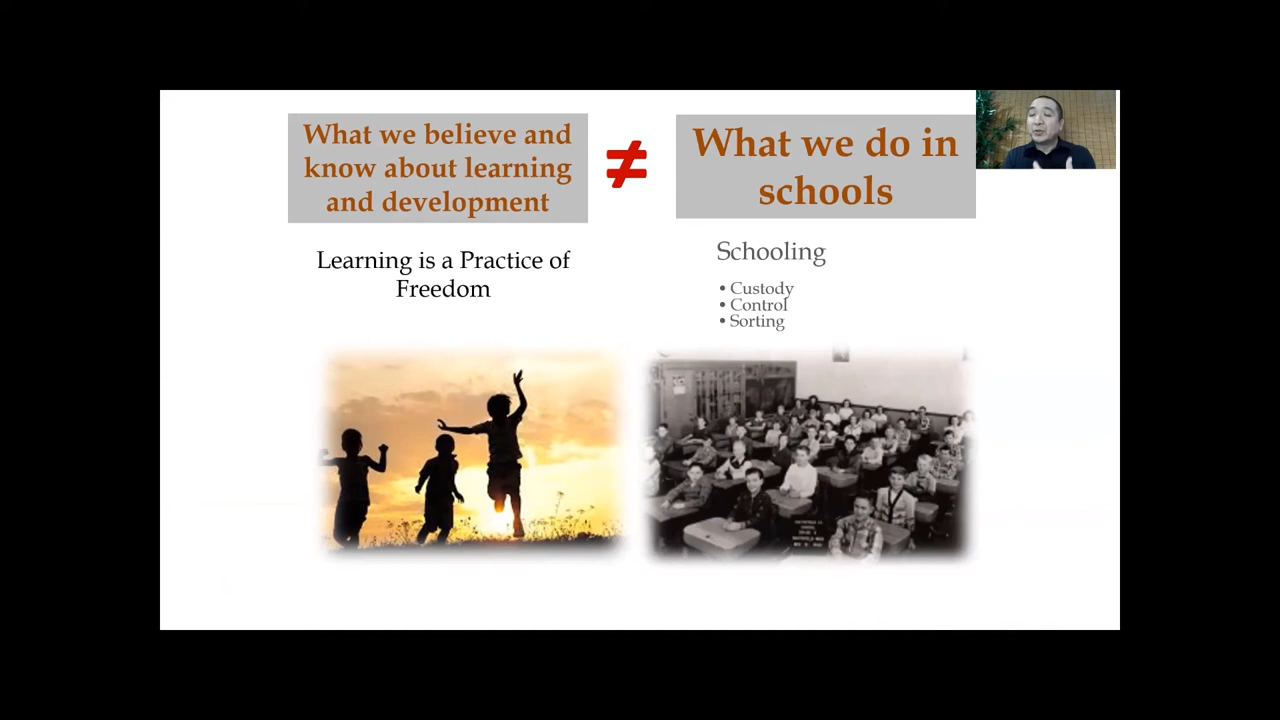 What we believe and
know about learning
and development
≠
What we do in
schools
Learning is a Practice of
Freedom
Schooling
• Custody
• Control
• Sorting